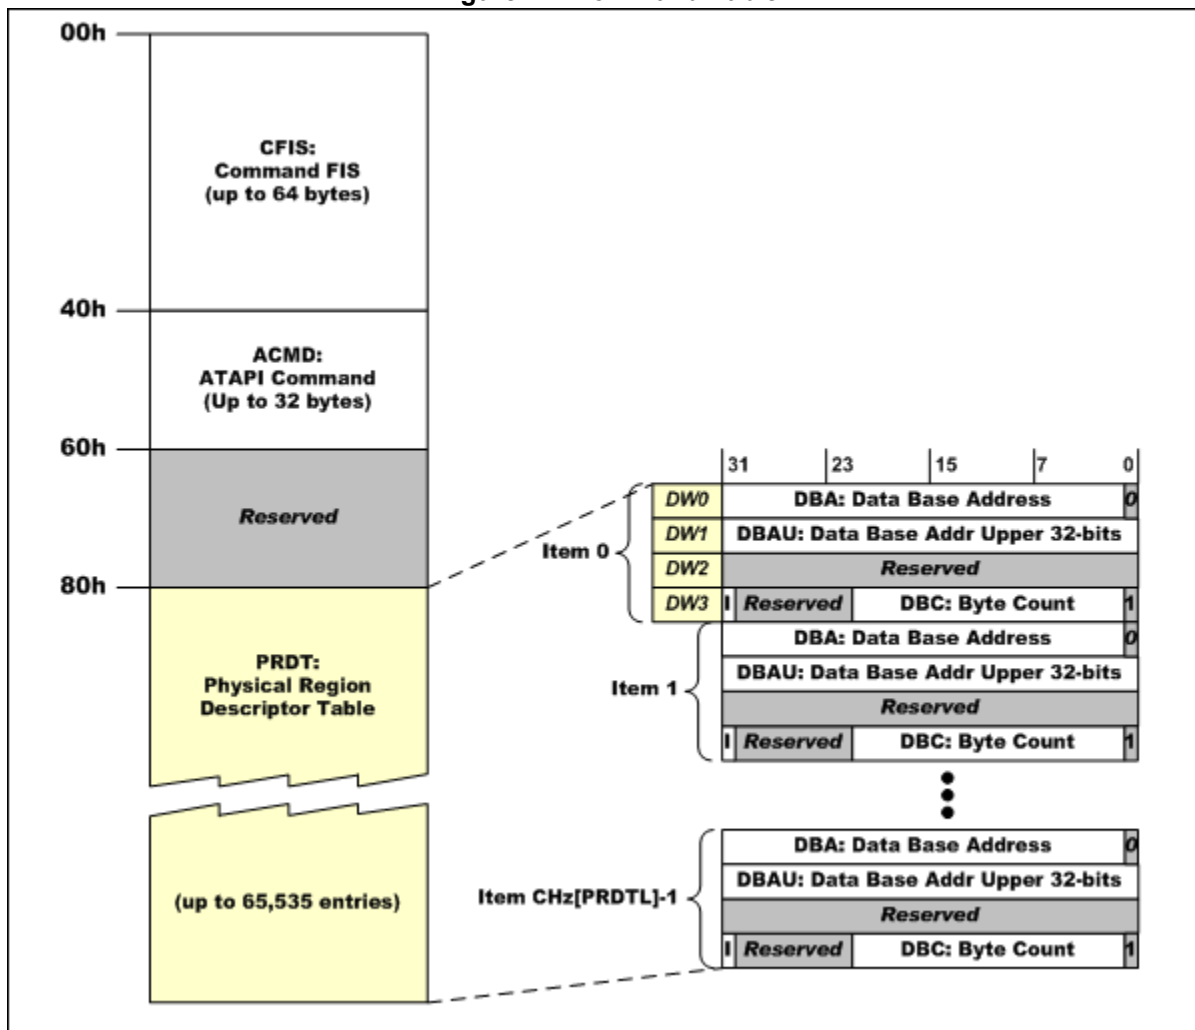 00h
CFIS:
Command FIS
(up to 64 bytes)
40h
ACMD:
ATAPI Command
(Up to 32 bytes)
60h
Reserved
80h
PRDT:
Physical Region
Descriptor Table
(up to 65,535 entries)
31 23 15 7 0
Item 0
DW0 DBA: Data Base Address 0
DW1 DBAU: Data Base Addr Upper 32-bits
DW2 Reserved
DW3 I Reserved DBC: Byte Count 1
Item 1
DBA: Data Base Address 0
DBAU: Data Base Addr Upper 32-bits
Reserved
I Reserved DBC: Byte Count 1
Item CHz[PRDTL]-1
DBA: Data Base Address 0
DBAU: Data Base Addr Upper 32-bits
Reserved
I Reserved DBC: Byte Count 1